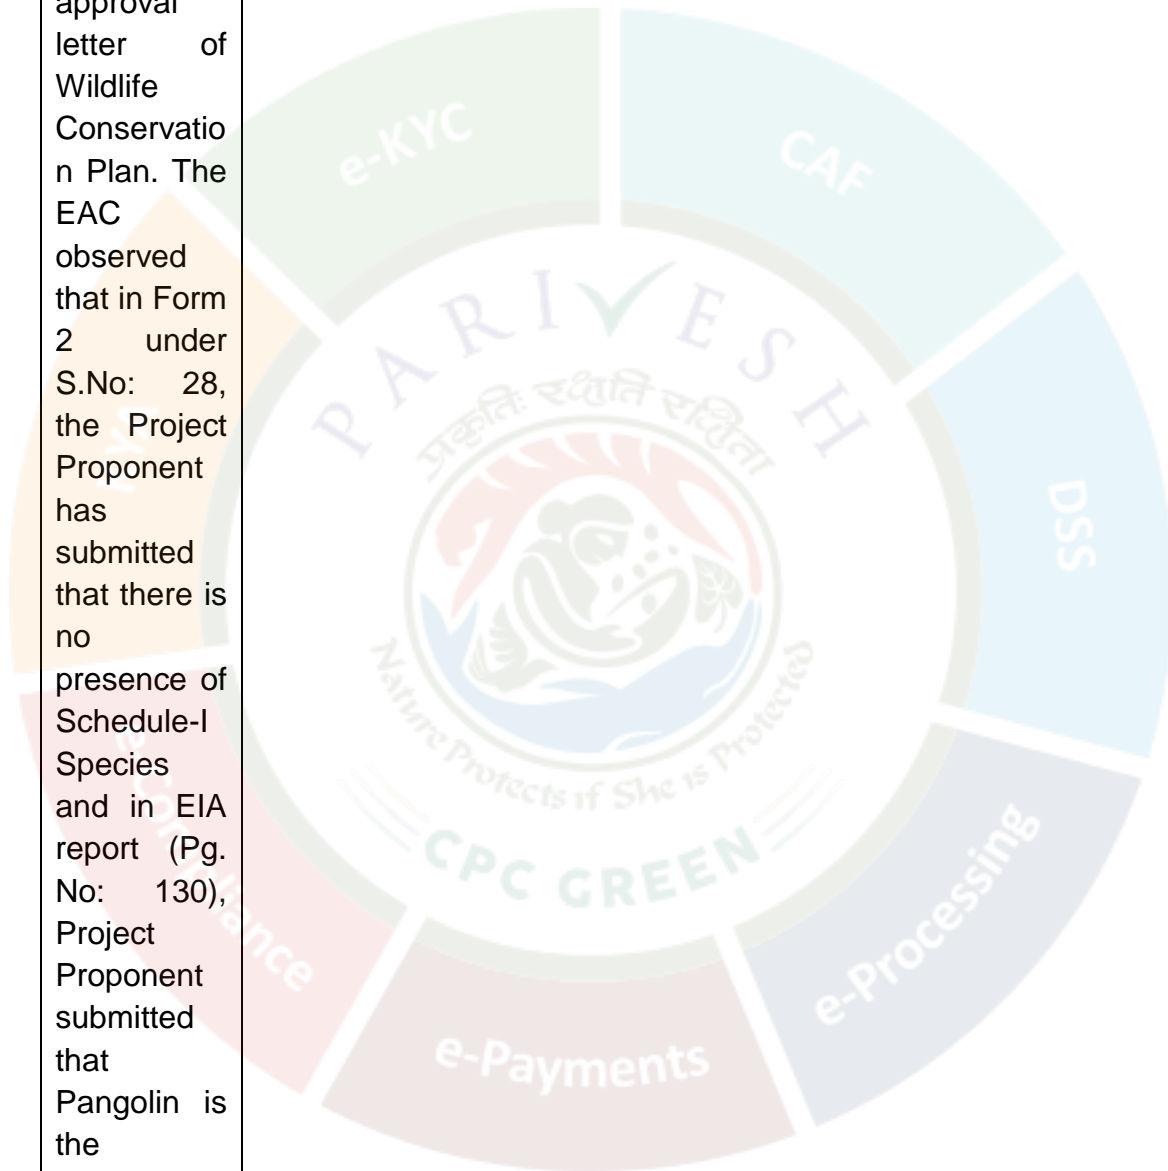 approval
letter of
Wildlife
Conservatio
n Plan. The
EAC
observed
that in Form
2 under
S.No: 28,
the Project
Proponent
has
submitted
that there is
no
presence of
Schedule-I
Species
and in EIA
report (Pg.
No: 130),
Project
Proponent
submitted
that
Pangolin is
the
e-KYC
CAF
DSS
e-Processing
e-Payments
e-Compliance
PARIVESH
प्रकृतिः रक्षति रक्षिता
Nature Protects if She is Protected
CPC GREEN